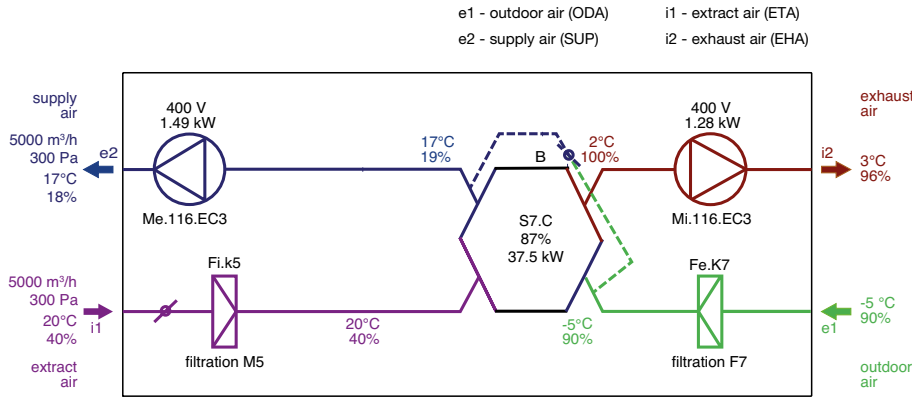 e1 - outdoor air (ODA)
i1 - extract air (ETA)
e2 - supply air (SUP)
i2 - exhaust air (EHA)
supply
air
5000 m³/h
300 Pa
17°C
18%
e2
400 V
1.49 kW
Me.116.EC3
17°C
19%
B
2°C
100%
400 V
1.28 kW
Mi.116.EC3
exhaust
air
i2
3°C
96%
S7.C
87%
37.5 kW
5000 m³/h
300 Pa
20°C
40%
i1
extract
air
Fi.k5
filtration M5
20°C
40%
-5°C
90%
Fe.K7
filtration F7
-5 °C
90%
e1
outdoor
air